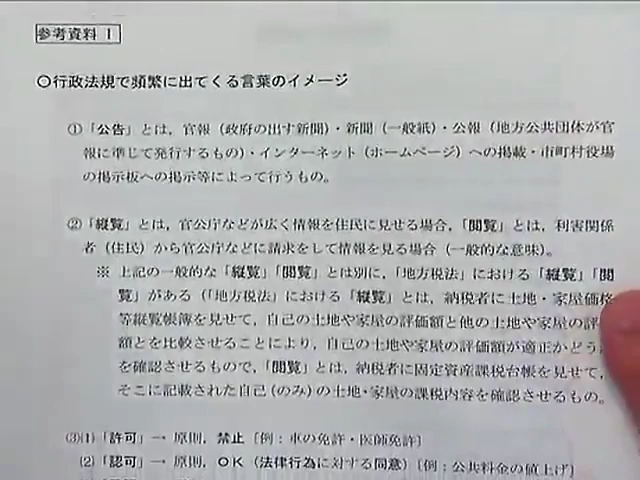 参考資料 1
〇行政法規で頻繁に出てくる言葉のイメージ
①「公告」とは，官報（政府の出す新聞）・新聞（一般紙）・公報（地方公共団体が官
報に準じて発行するもの）・インターネット（ホームページ）への掲載・市町村役場
の掲示板への掲示等によって行うもの。
②「縦覧」とは，官公庁などが広く情報を住民に見せる場合，「閲覧」とは，利害関係
者（住民）から官公庁などに請求をして情報を見る場合（一般的な意味）。
※ 上記の一般的な「縦覧」「閲覧」とは別に，「地方税法」における「縦覧」「閲
覧」がある（「地方税法」における「縦覧」とは，納税者に土地・家屋価格
等縦覧帳簿を見せて，自己の土地や家屋の評価額と他の土地や家屋の評
額とを比較させることにより，自己の土地や家屋の評価額が適正かどう
を確認させるもので，「閲覧」とは，納税者に固定資産課税台帳を見せて，
そこに記載された自己（のみ）の土地・家屋の課税内容を確認させるもの。
③(1)「許可」→ 原則，禁止〔例：車の免許・医師免許〕
(2)「認可」→ 原則，OK（法律行為に対する同意）〔例：公共料金の値上げ〕